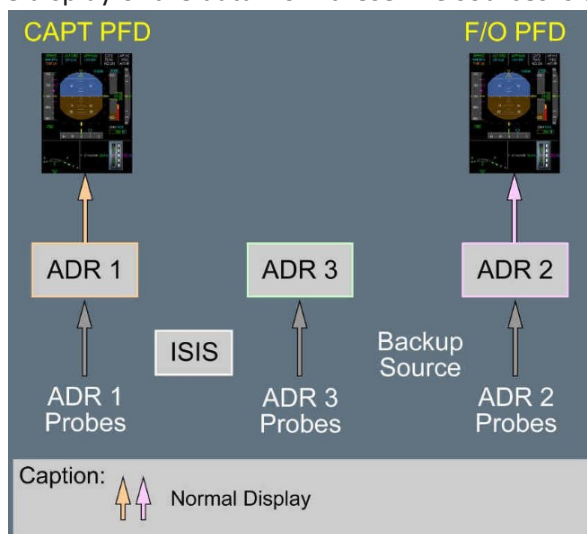 CAPT PFD
F/O PFD
ADR 1
ADR 3
ADR 2
ISIS
Backup
Source
ADR 1
Probes
ADR 3
Probes
ADR 2
Probes
Caption:
Normal Display